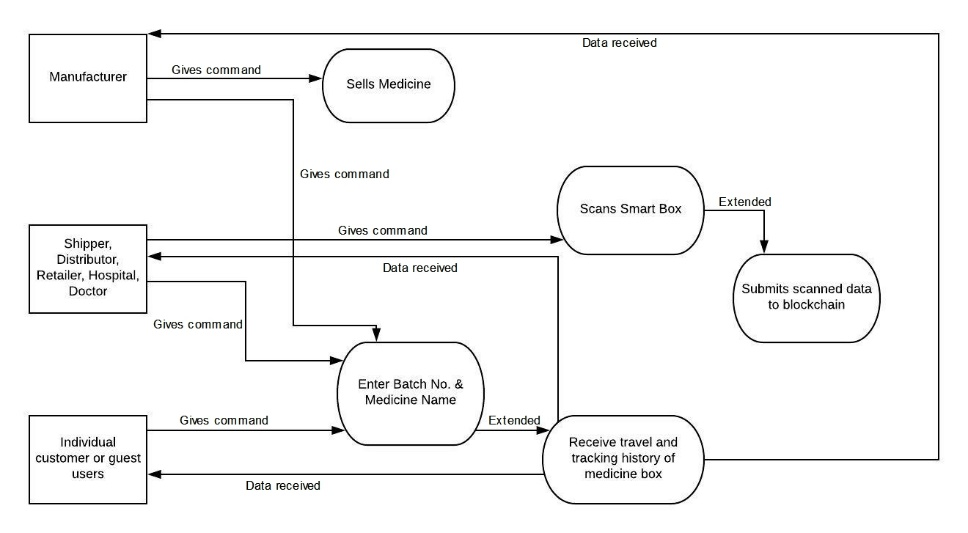 Data received
Manufacturer
Gives command
Sells Medicine
Gives command
Scans Smart Box
Extended
Gives command
Shipper,
Distributor,
Retailer, Hospital,
Doctor
Data received
Submits scanned data
to blockchain
Gives command
Enter Batch No. &
Medicine Name
Gives command
Extended
Individual
customer or guest
users
Receive travel and
tracking history of
medicine box
Data received